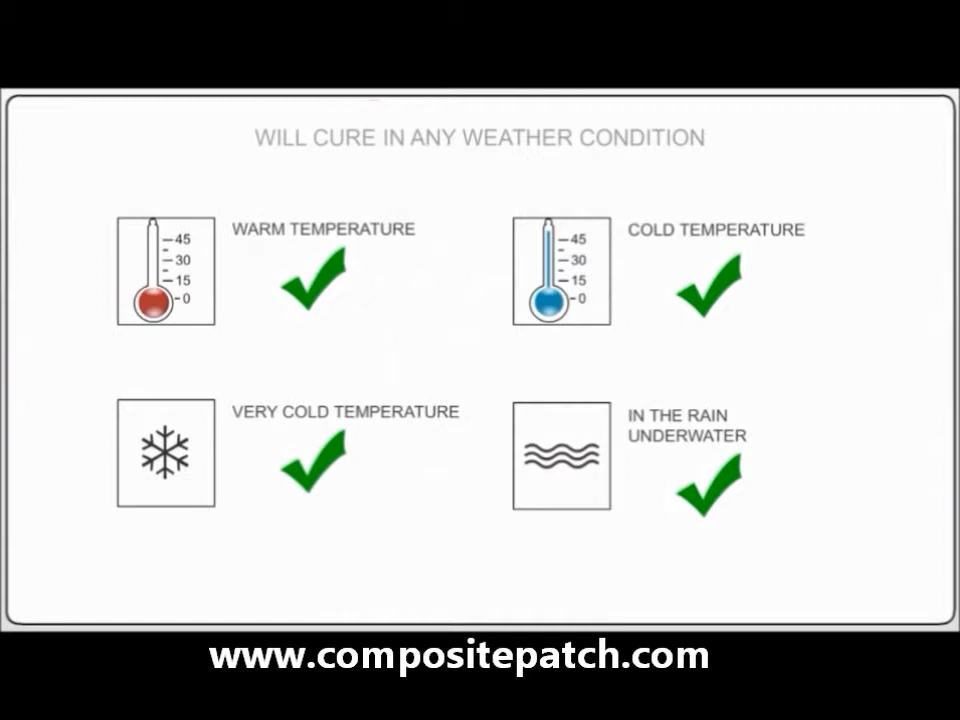 WILL CURE IN ANY WEATHER CONDITION
WARM TEMPERATURE
45
30
15
0
COLD TEMPERATURE
45
30
15
0
VERY COLD TEMPERATURE
IN THE RAIN
UNDERWATER
www.compositepatch.com